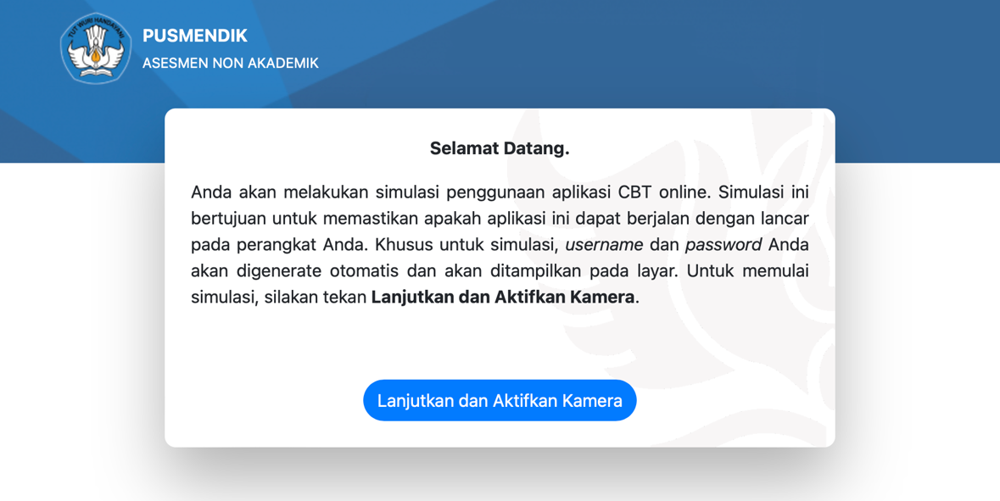 TUT WURI HANDAYANI
PUSMENDIK
ASESMEN NON AKADEMIK
Selamat Datang.
Anda akan melakukan simulasi penggunaan aplikasi CBT online. Simulasi ini
bertujuan untuk memastikan apakah aplikasi ini dapat berjalan dengan lancar
pada perangkat Anda. Khusus untuk simulasi, username dan password Anda
akan digenerate otomatis dan akan ditampilkan pada layar. Untuk memulai
simulasi, silakan tekan Lanjutkan dan Aktifkan Kamera.
Lanjutkan dan Aktifkan Kamera